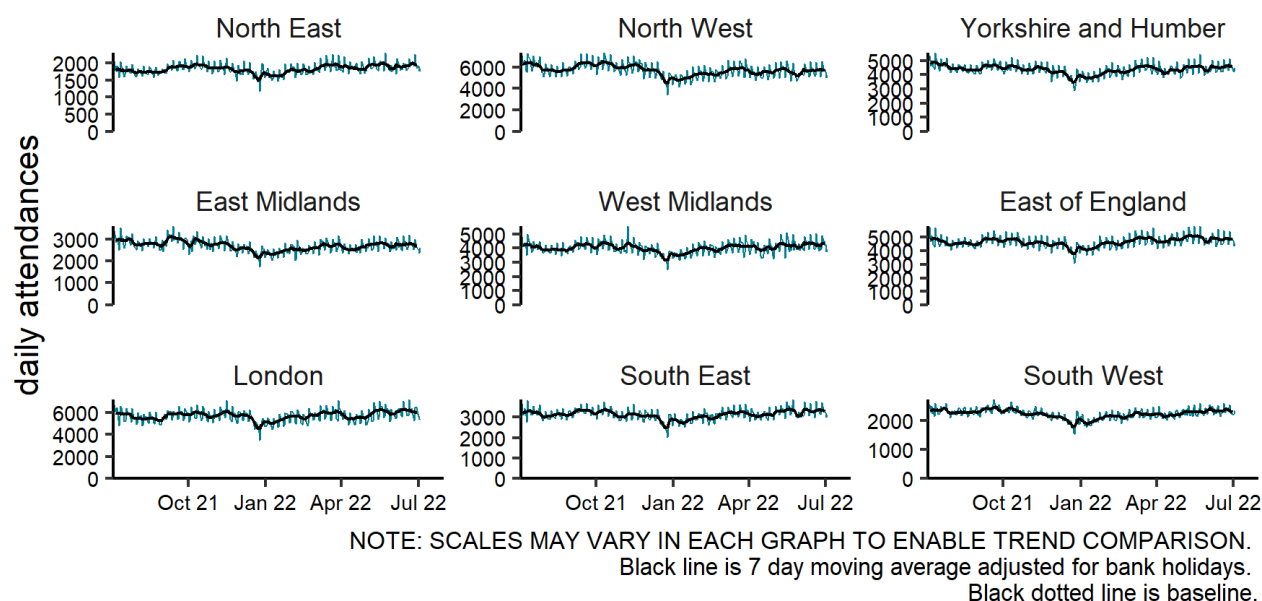 North East
North West
Yorkshire and Humber
2000
1500
1000
500
0
6000
4000
2000
0
5000
4000
3000
2000
1000
0
daily attendances
East Midlands
West Midlands
East of England
3000
2000
1000
0
5000
4000
3000
2000
1000
0
5000
4000
3000
2000
1000
0
London
South East
South West
6000
4000
2000
0
3000
2000
1000
0
2000
1000
0
Oct 21 Jan 22 Apr 22 Jul 22
Oct 21 Jan 22 Apr 22 Jul 22
Oct 21 Jan 22 Apr 22 Jul 22
NOTE: SCALES MAY VARY IN EACH GRAPH TO ENABLE TREND COMPARISON.
Black line is 7 day moving average adjusted for bank holidays.
Black dotted line is baseline.